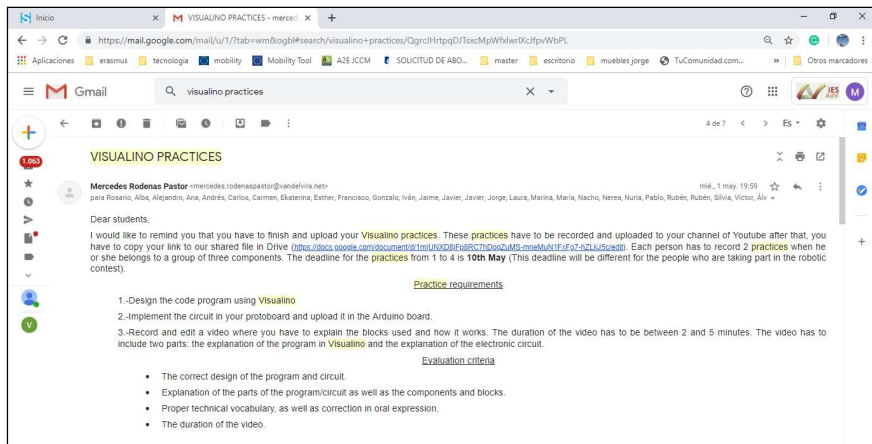 Inicio
VISUALINO PRACTICES - merced
https://mail.google.com/mail/u/1/?tab=wm&ogbl#search/visualino+practices/
Aplicaciones erasmus tecnologia mobility Mobility Tool A2E JCCM SOLICITUD DE ABO... master escritorio muebles jorge TuComunidad.com... » Otros marcadores
Gmail visualino practices IES M
4 de 7 Es
1.063
VISUALINO PRACTICES
Mercedes Rodenas Pastor <mercedes.rodenaspastor@vandelvira.net> mié., 1 may. 19:59
para Rosario, Alba, Alejandro, Ana, Andrés, Carlos, Carmen, Ekaterina, Esther, Francisco, Gonzalo, Iván, Jaime, Javier, Javier, Jorge, Laura, Marina, María, Nacho, Nerea, Nuria, Pablo, Rubén, Rubén, Silvia, Víctor, Álv
Dear students,
I would like to remind you that you have to finish and upload your Visualino practices. These practices have to be recorded and uploaded to your channel of Youtube after that, you
have to copy your link to our shared file in Drive (). Each person has to record 2 practices when he
or she belongs to a group of three components. The deadline for the practices from 1 to 4 is 10th May (This deadline will be different for the people who are taking part in the robotic
contest).
Practice requirements
1.-Design the code program using Visualino
2.-Implement the circuit in your protoboard and upload it in the Arduino board.
3.-Record and edit a video where you have to explain the blocks used and how it works. The duration of the video has to be between 2 and 5 minutes. The video has to
include two parts: the explanation of the program in Visualino and the explanation of the electronic circuit.
Evaluation criteria
• The correct design of the program and circuit.
• Explanation of the parts of the program/circuit as well as the components and blocks.
• Proper technical vocabulary, as well as correction in oral expression.
• The duration of the video.
V